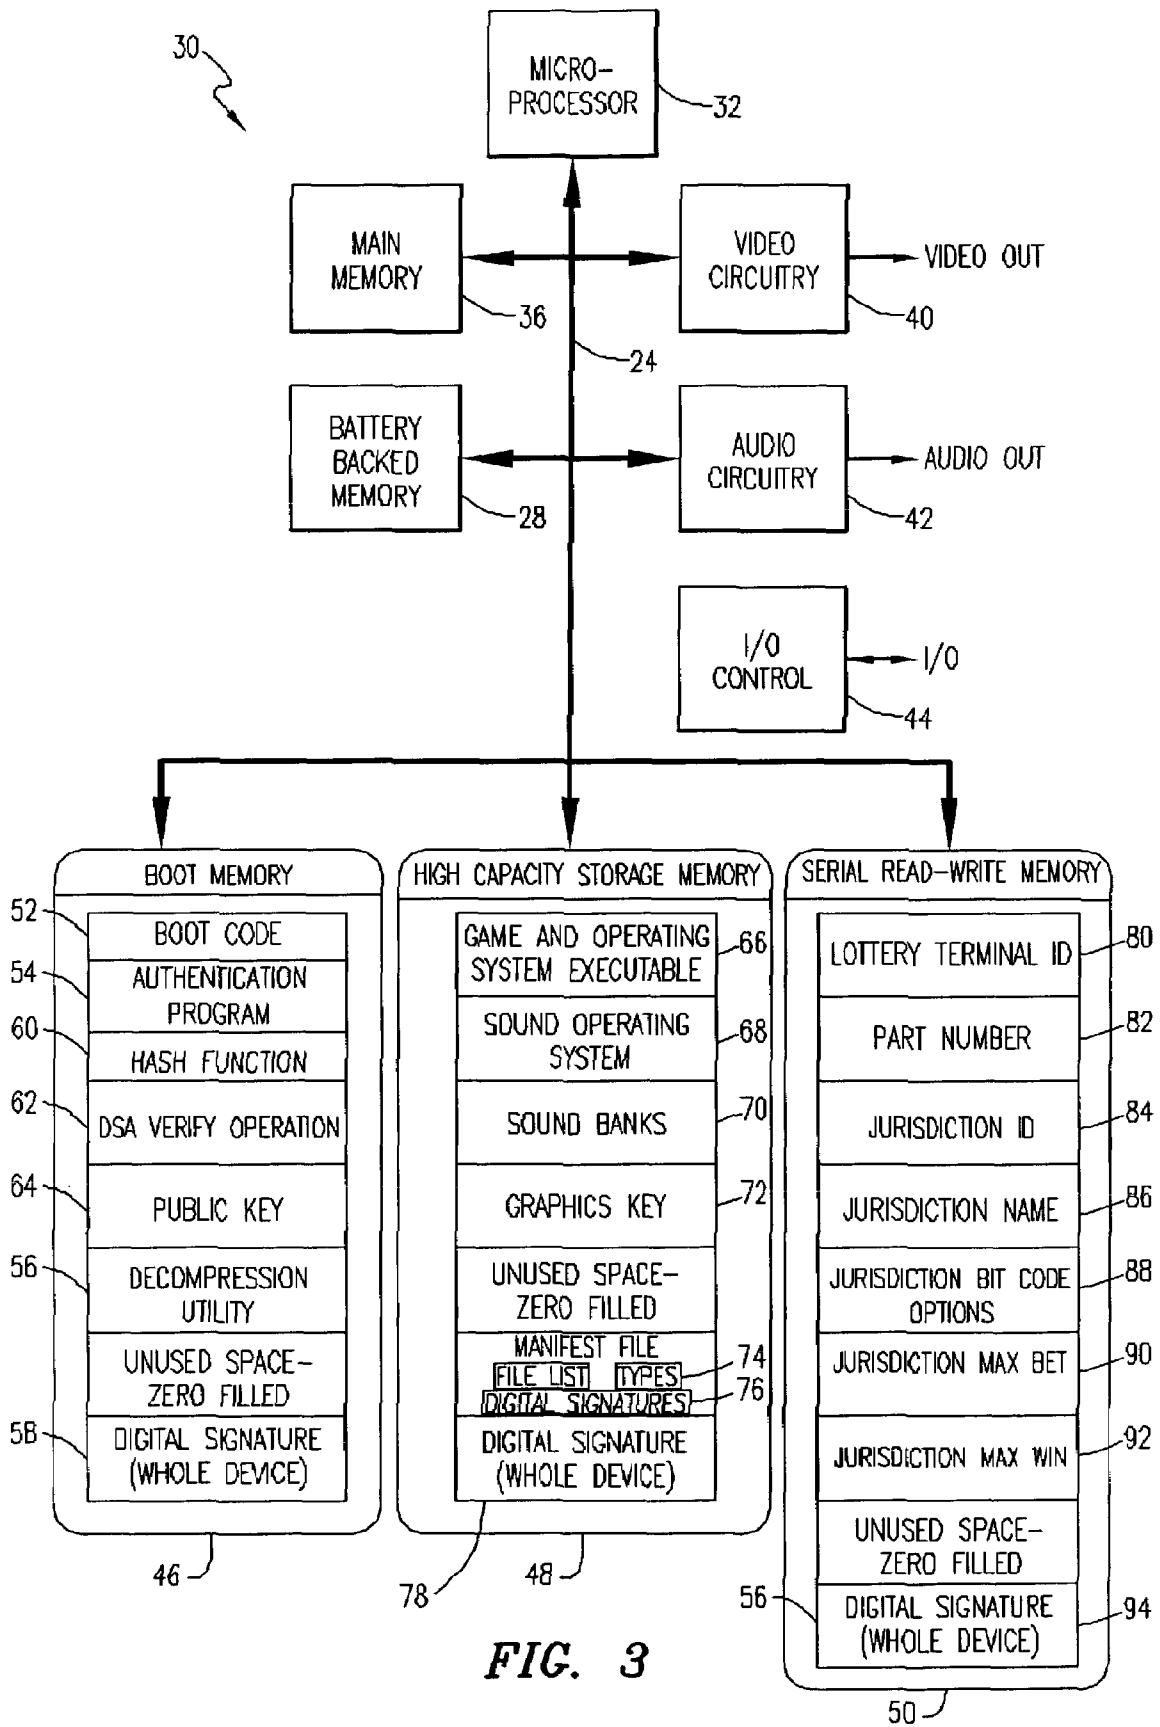 30
MICRO-
PROCESSOR
32
MAIN
MEMORY
36
VIDEO
CIRCUITRY
VIDEO OUT
40
24
BATTERY
BACKED
MEMORY
28
AUDIO
CIRCUITRY
AUDIO OUT
42
I/O
CONTROL
I/O
44
BOOT MEMORY
52
BOOT CODE
54
AUTHENTICATION
PROGRAM
60
HASH FUNCTION
62
DSA VERIFY OPERATION
64
PUBLIC KEY
56
DECOMPRESSION
UTILITY
UNUSED SPACE-
ZERO FILLED
58
DIGITAL SIGNATURE
(WHOLE DEVICE)
46
HIGH CAPACITY STORAGE MEMORY
GAME AND OPERATING
SYSTEM EXECUTABLE
66
SOUND OPERATING
SYSTEM
68
SOUND BANKS
70
GRAPHICS KEY
72
UNUSED SPACE-
ZERO FILLED
MANIFEST FILE
FILE LIST TYPES
74
DIGITAL SIGNATURES
76
DIGITAL SIGNATURE
(WHOLE DEVICE)
78
48
SERIAL READ-WRITE MEMORY
LOTTERY TERMINAL ID
80
PART NUMBER
82
JURISDICTION ID
84
JURISDICTION NAME
86
JURISDICTION BIT CODE
OPTIONS
88
JURISDICTION MAX BET
90
JURISDICTION MAX WIN
92
UNUSED SPACE-
ZERO FILLED
56
DIGITAL SIGNATURE
(WHOLE DEVICE)
94
50
FIG. 3